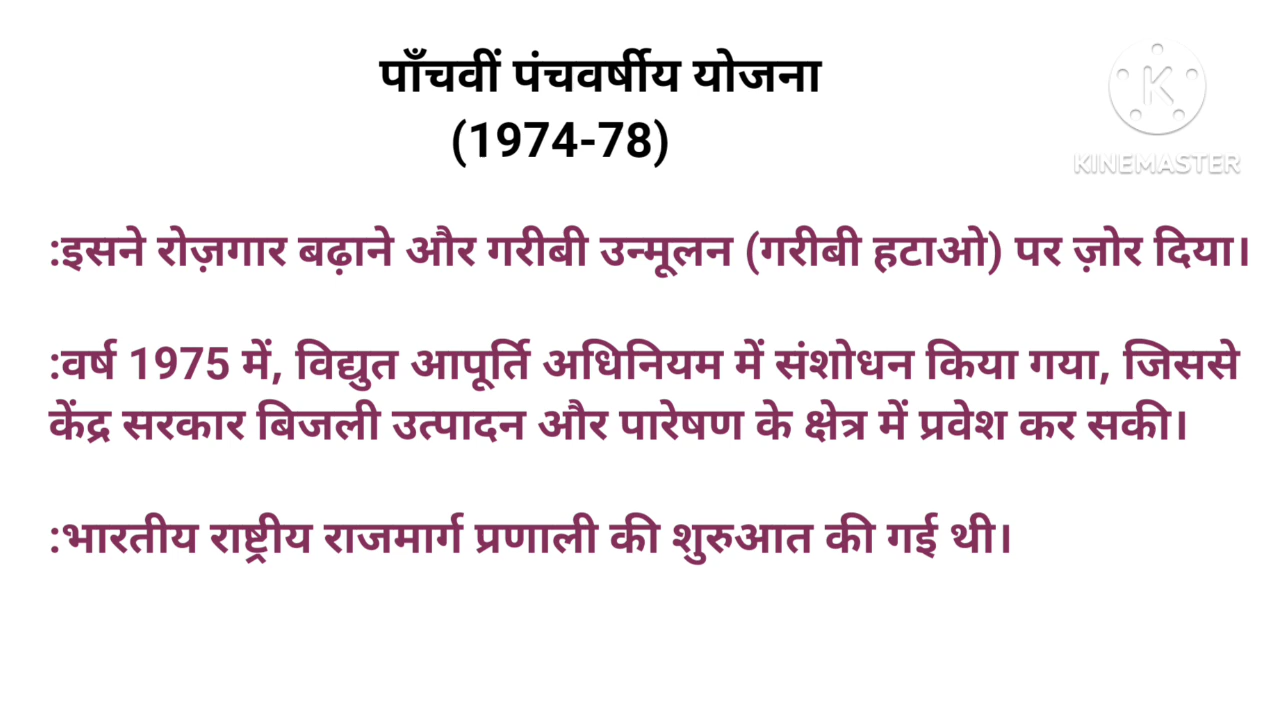 पाँचवीं पंचवर्षीय योजना
(1974-78)
K
KINEMASTER
:इसने रोज़गार बढ़ाने और गरीबी उन्मूलन (गरीबी हटाओ) पर ज़ोर दिया।
:वर्ष 1975 में, विद्युत आपूर्ति अधिनियम में संशोधन किया गया, जिससे
केंद्र सरकार बिजली उत्पादन और पारेषण के क्षेत्र में प्रवेश कर सकी।
:भारतीय राष्ट्रीय राजमार्ग प्रणाली की शुरुआत की गई थी।